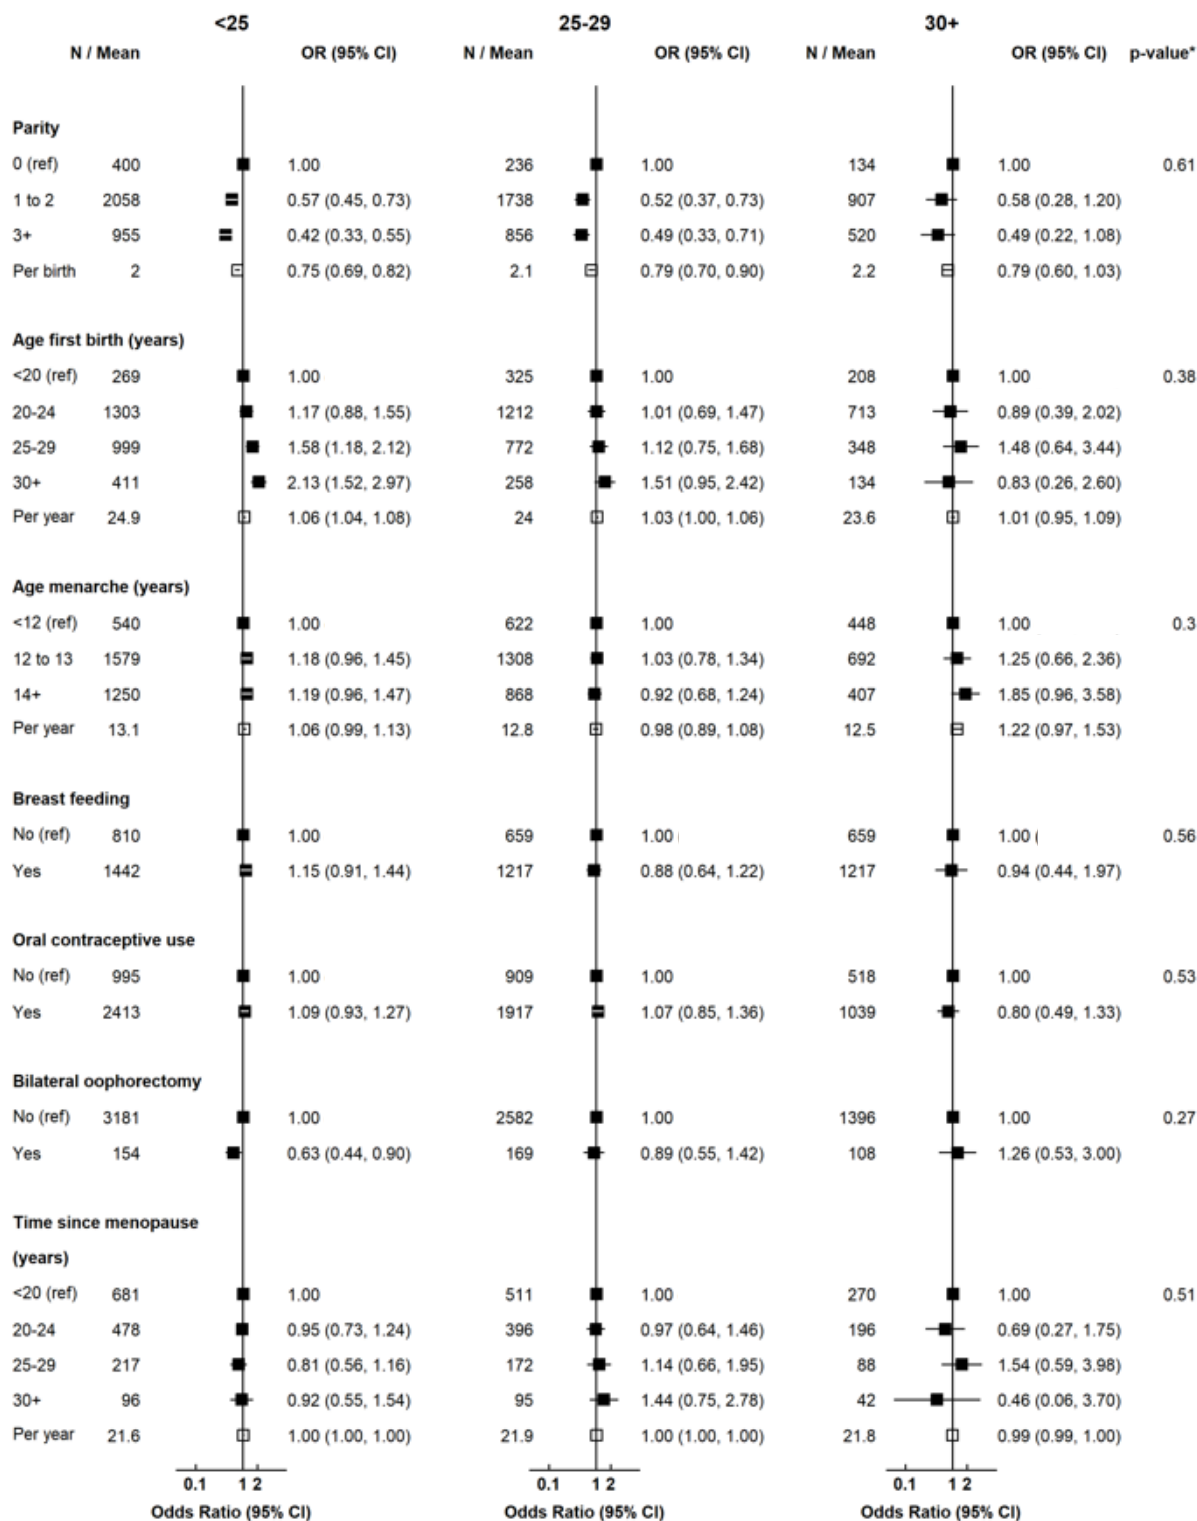 <25 25-29 30+
N / Mean OR (95% CI) N / Mean OR (95% CI) N / Mean OR (95% CI) p-value*
Parity
0 (ref) 400 1.00 236 1.00 134 1.00 0.61
1 to 2 2058 0.57 (0.45, 0.73) 1738 0.52 (0.37, 0.73) 907 0.58 (0.28, 1.20)
3+ 955 0.42 (0.33, 0.55) 856 0.49 (0.33, 0.71) 520 0.49 (0.22, 1.08)
Per birth 2 0.75 (0.69, 0.82) 2.1 0.79 (0.70, 0.90) 2.2 0.79 (0.60, 1.03)
Age first birth (years)
<20 (ref) 269 1.00 325 1.00 208 1.00 0.38
20-24 1303 1.17 (0.88, 1.55) 1212 1.01 (0.69, 1.47) 713 0.89 (0.39, 2.02)
25-29 999 1.58 (1.18, 2.12) 772 1.12 (0.75, 1.68) 348 1.48 (0.64, 3.44)
30+ 411 2.13 (1.52, 2.97) 258 1.51 (0.95, 2.42) 134 0.83 (0.26, 2.60)
Per year 24.9 1.06 (1.04, 1.08) 24 1.03 (1.00, 1.06) 23.6 1.01 (0.95, 1.09)
Age menarche (years)
<12 (ref) 540 1.00 622 1.00 448 1.00 0.3
12 to 13 1579 1.18 (0.96, 1.45) 1308 1.03 (0.78, 1.34) 692 1.25 (0.66, 2.36)
14+ 1250 1.19 (0.96, 1.47) 868 0.92 (0.68, 1.24) 407 1.85 (0.96, 3.58)
Per year 13.1 1.06 (0.99, 1.13) 12.8 0.98 (0.89, 1.08) 12.5 1.22 (0.97, 1.53)
Breast feeding
No (ref) 810 1.00 659 1.00 ( 659 1.00 ( 0.56
Yes 1442 1.15 (0.91, 1.44) 1217 0.88 (0.64, 1.22) 1217 0.94 (0.44, 1.97)
Oral contraceptive use
No (ref) 995 1.00 909 1.00 518 1.00 0.53
Yes 2413 1.09 (0.93, 1.27) 1917 1.07 (0.85, 1.36) 1039 0.80 (0.49, 1.33)
Bilateral oophorectomy
No (ref) 3181 1.00 2582 1.00 1396 1.00 0.27
Yes 154 0.63 (0.44, 0.90) 169 0.89 (0.55, 1.42) 108 1.26 (0.53, 3.00)
Time since menopause
(years)
<20 (ref) 681 1.00 511 1.00 270 1.00 0.51
20-24 478 0.95 (0.73, 1.24) 396 0.97 (0.64, 1.46) 196 0.69 (0.27, 1.75)
25-29 217 0.81 (0.56, 1.16) 172 1.14 (0.66, 1.95) 88 1.54 (0.59, 3.98)
30+ 96 0.92 (0.55, 1.54) 95 1.44 (0.75, 2.78) 42 0.46 (0.06, 3.70)
Per year 21.6 1.00 (1.00, 1.00) 21.9 1.00 (1.00, 1.00) 21.8 0.99 (0.99, 1.00)
0.1 1 2 0.1 1 2 0.1 1 2
Odds Ratio (95% CI) Odds Ratio (95% CI) Odds Ratio (95% CI)